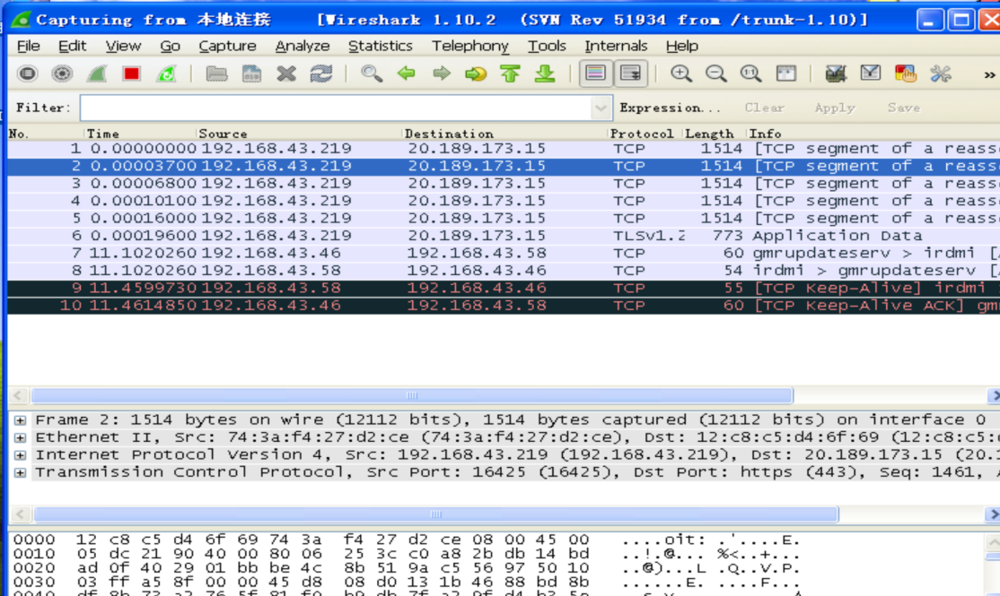 Capturing from 本地连接 [Wireshark 1.10.2 (SVN Rev 51934 from /trunk-1.10)]
File Edit View Go Capture Analyze Statistics Telephony Tools Internals Help
Filter: Expression... Clear Apply Save
No. Time Source Destination Protocol Length Info
1 0.00000000 192.168.43.219 20.189.173.15 TCP 1514 [TCP segment of a reass
2 0.00003700 192.168.43.219 20.189.173.15 TCP 1514 [TCP segment of a reass
3 0.00006800 192.168.43.219 20.189.173.15 TCP 1514 [TCP segment of a reass
4 0.00010100 192.168.43.219 20.189.173.15 TCP 1514 [TCP segment of a reass
5 0.00016000 192.168.43.219 20.189.173.15 TCP 1514 [TCP segment of a reass
6 0.00019600 192.168.43.219 20.189.173.15 TLSv1.2 773 Application Data
7 11.1020260 192.168.43.46 192.168.43.58 TCP 60 gmrupdateserv > irdmi [
8 11.1020260 192.168.43.58 192.168.43.46 TCP 54 irdmi > gmrupdateserv [
9 11.4599730 192.168.43.58 192.168.43.46 TCP 55 [TCP Keep-Alive] irdmi
10 11.4614850 192.168.43.46 192.168.43.58 TCP 60 [TCP Keep-Alive ACK] gm
Frame 2: 1514 bytes on wire (12112 bits), 1514 bytes captured (12112 bits) on interface 0
Ethernet II, Src: 74:3a:f4:27:d2:ce (74:3a:f4:27:d2:ce), Dst: 12:c8:c5:d4:6f:69 (12:c8:c5:
Internet Protocol Version 4, Src: 192.168.43.219 (192.168.43.219), Dst: 20.189.173.15 (20.
Transmission Control Protocol, Src Port: 16425 (16425), Dst Port: https (443), Seq: 1461,
0000 12 c8 c5 d4 6f 69 74 3a f4 27 d2 ce 08 00 45 00 ....oit: .'....E.
0010 05 dc 21 90 40 00 80 06 25 3c c0 a8 2b db 14 bd ..!.@... %<..+...
0020 ad 0f 40 29 01 bb be 4c 8b 51 9a c5 56 97 50 10 ..@)...L .Q..V.P.
0030 03 ff a5 8f 00 00 45 d8 08 d0 13 1b 46 88 bd 8b ......E. ....F...